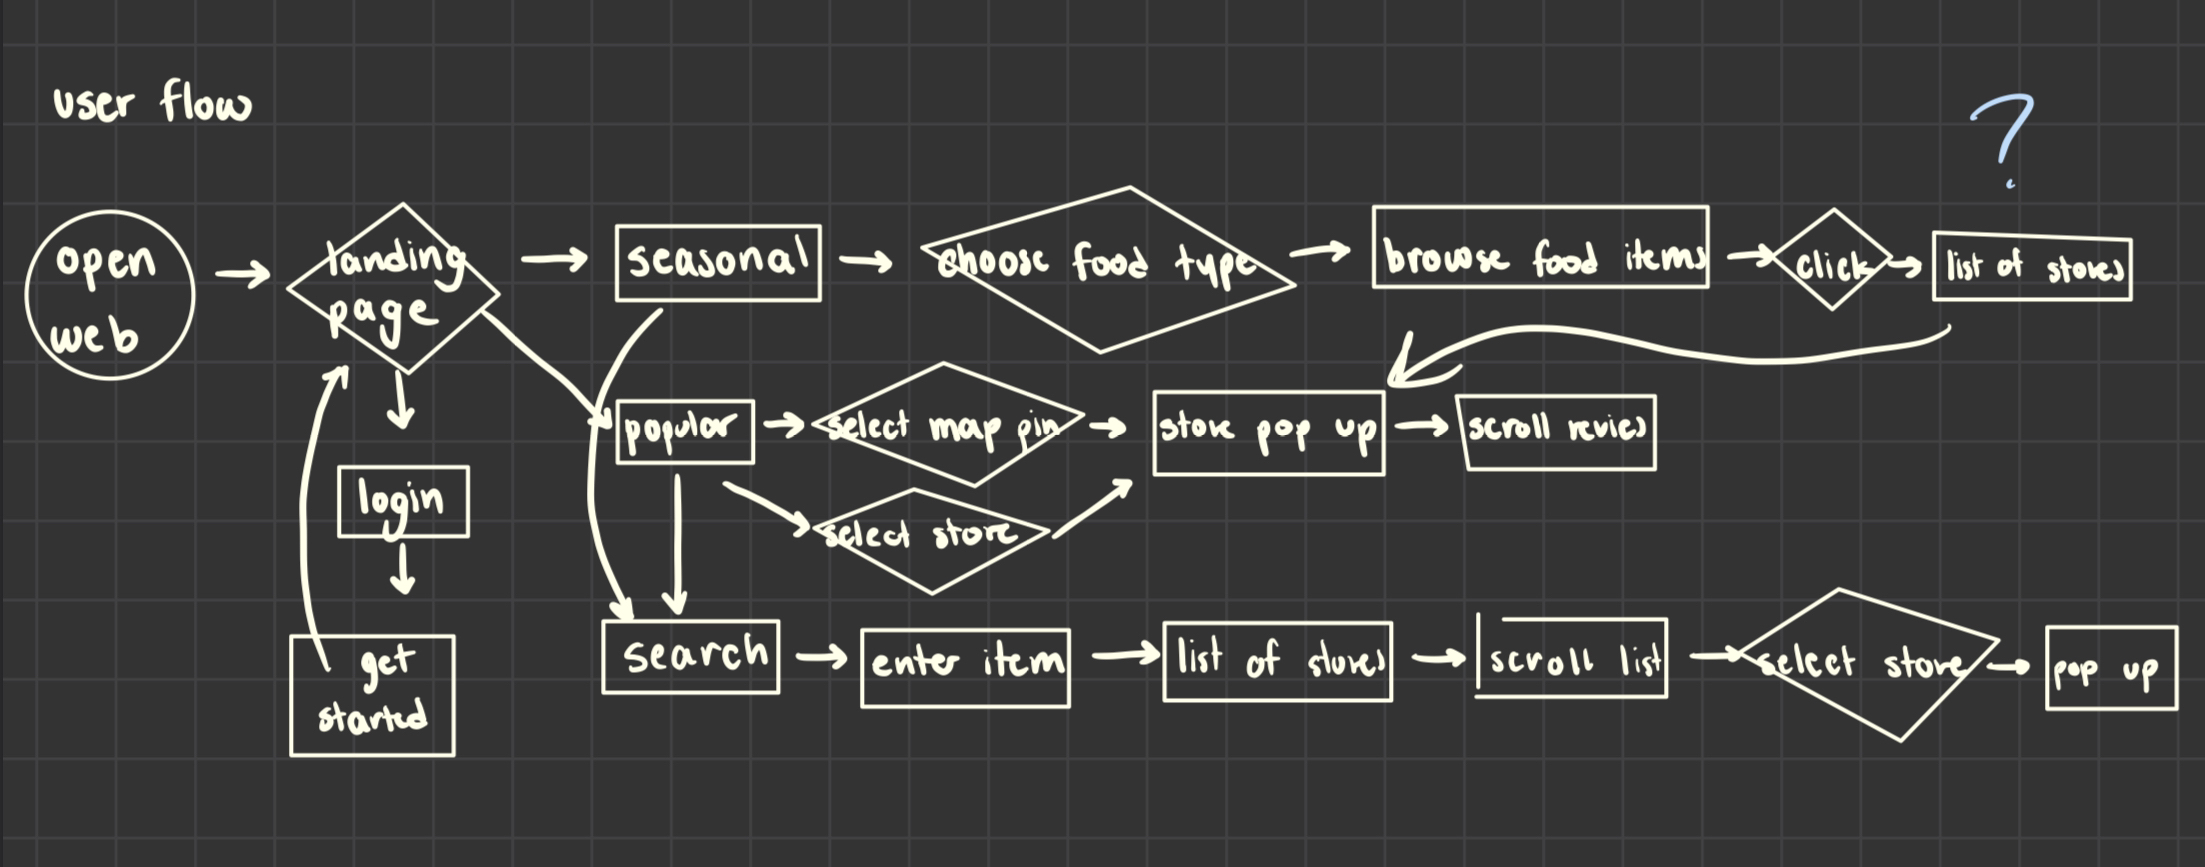 user flow
?
open
web
landing
page
seasonal
choose food type
browse food items
click
list of stores
popular
select map pin
store pop up
scroll revies
login
select store
get
started
search
enter item
list of stores
scroll list
select store
pop up